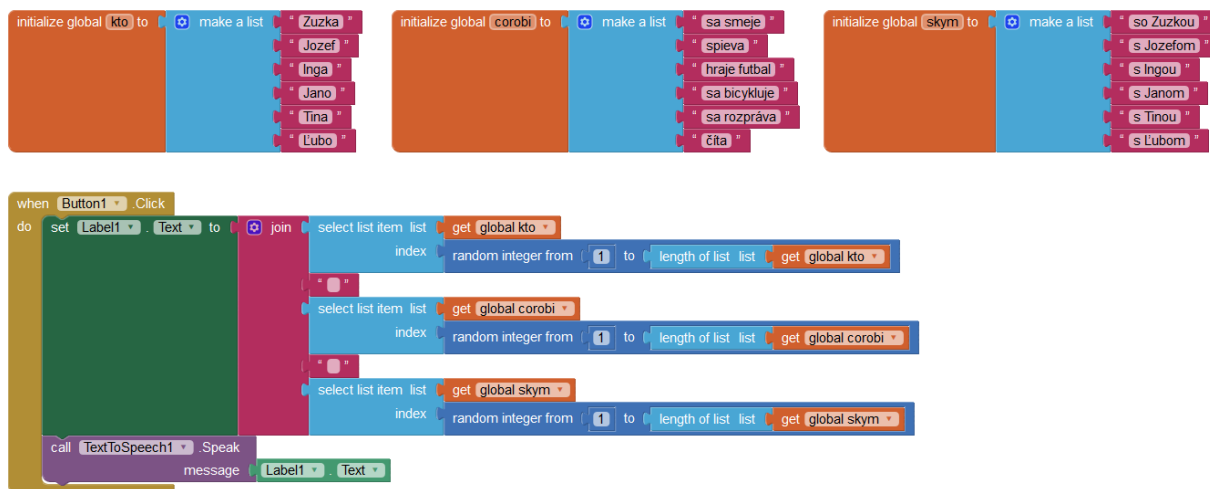 initialize global kto to make a list " Zuzka "
" Jozef "
" Inga "
" Jano "
" Tina "
" Ľubo "
initialize global corobi to make a list " sa smeje "
" spieva "
" hraje futbal "
" sa bicykluje "
" sa rozpráva "
" číta "
initialize global skym to make a list " so Zuzkou "
" s Jozefom "
" s Ingou "
" s Janom "
" s Tinou "
" s Ľubom "
when Button1 .Click
do set Label1 . Text to join select list item list get global kto
index random integer from 1 to length of list list get global kto
" "
select list item list get global corobi
index random integer from 1 to length of list list get global corobi
" "
select list item list get global skym
index random integer from 1 to length of list list get global skym
call TextToSpeech1 .Speak
message Label1 . Text